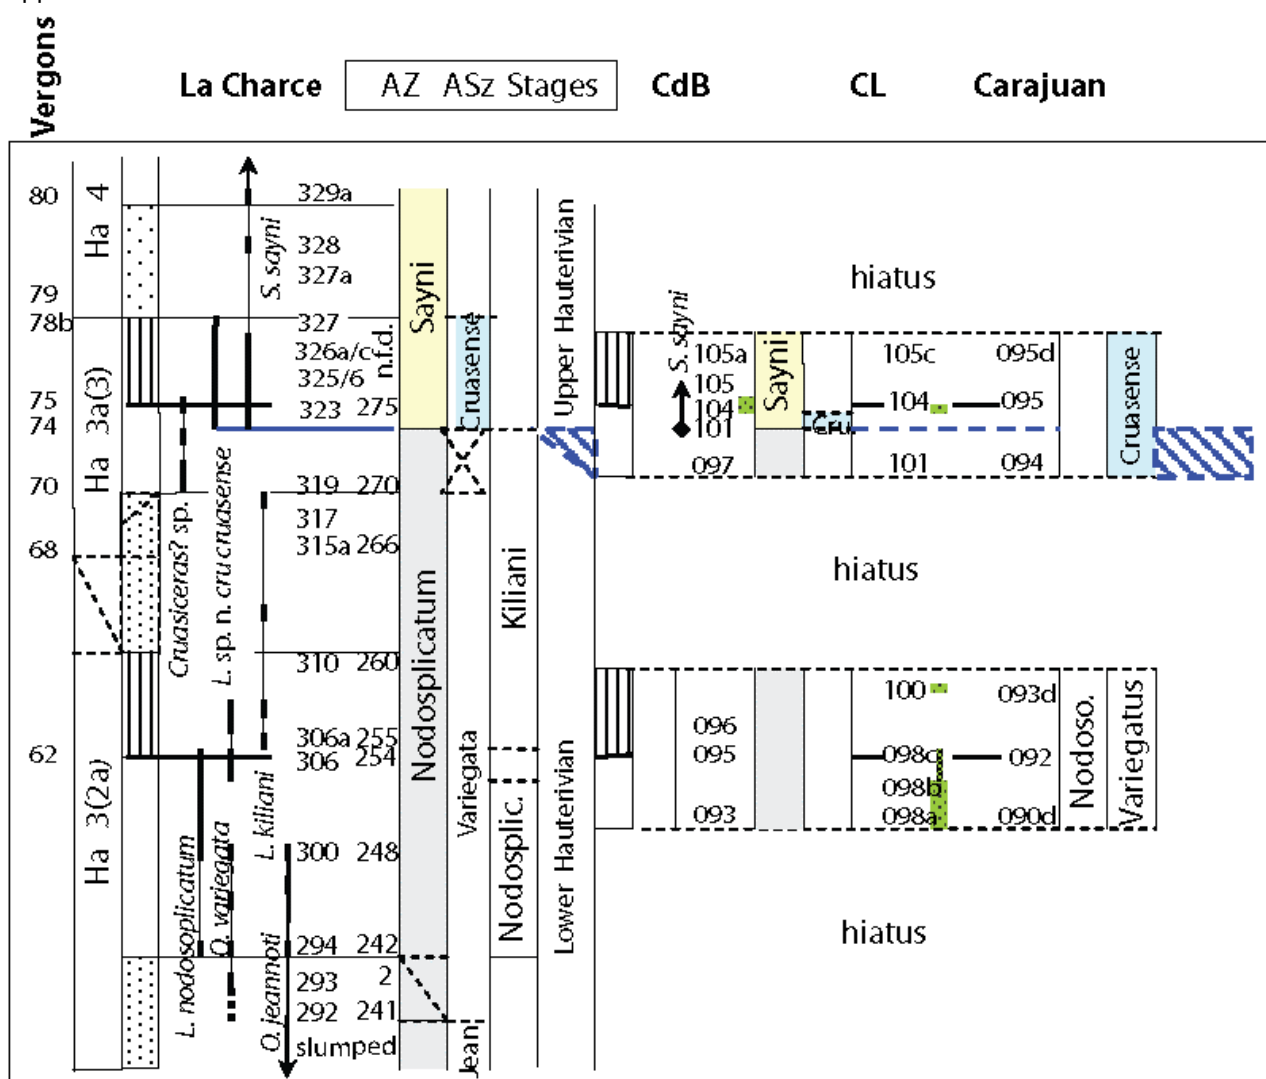 Vergons
La Charce
AZ ASz Stages
CdB
CL
Carajuan
80
79
78b
75
74
70
68
62
Ha 4
Ha 3a(3)
Ha 3(2a)
S. sayni
Cruasiceras? sp.
L. sp. n. cru cruasense
L. kiliani
L. nodosoplicatum
O. variegata
O. jeannoti
329a
328
327a
327
326a/c
325/6
n.f.d.
323 275
319 270
317
315a 266
310 260
306a 255
306 254
300 248
294 242
293 2
292 241
slumped
Sayni
Nodosplicatum
Cruasense
Variegata
Jean
Kiliani
Nodosplic.
Upper Hauterivian
Lower Hauterivian
hiatus
S. sayni
105a
105
104
101
097
Sayni
Cru
105c
104
101
095d
095
094
Cruasense
hiatus
096
095
093
100
098c
098b
098a
093d
092
090d
Nodoso.
Variegatus
hiatus